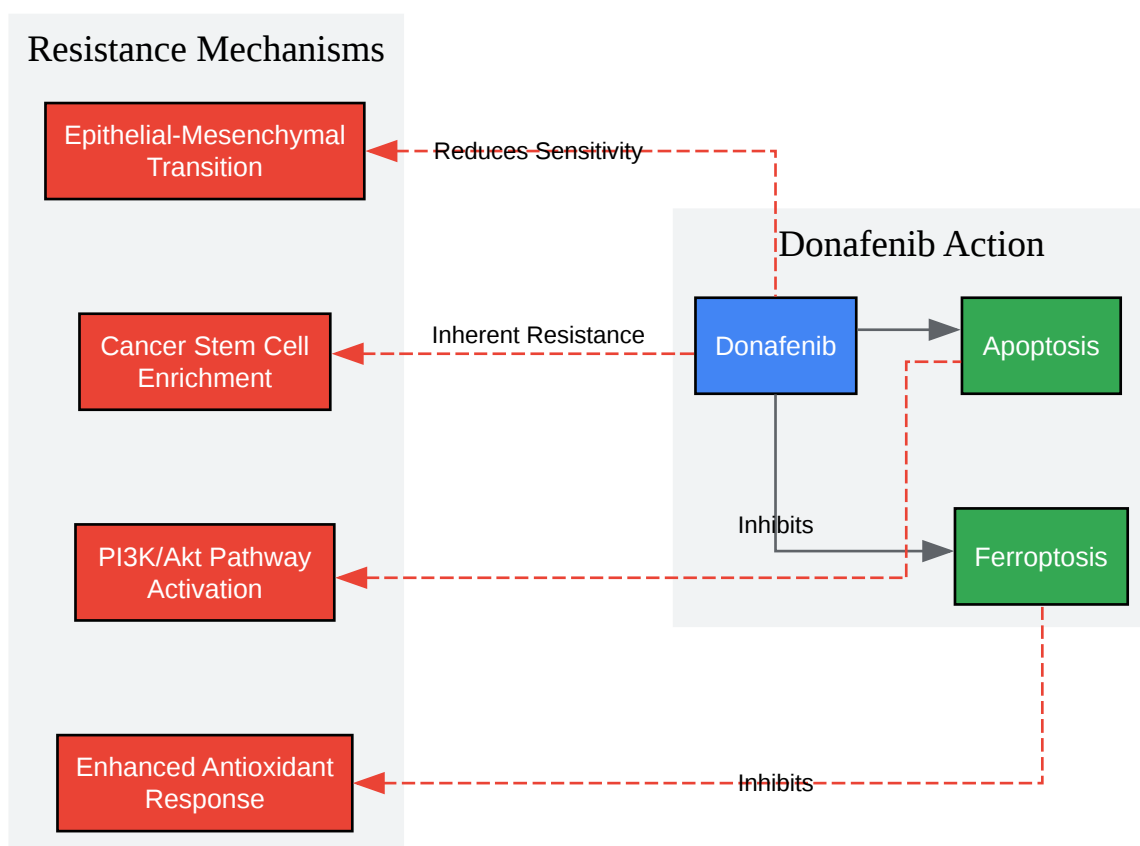 Resistance Mechanisms
Epithelial-Mesenchymal
Transition
Reduces Sensitivity
Donafenib Action
Cancer Stem Cell
Enrichment
Inherent Resistance
Donafenib
Apoptosis
PI3K/Akt Pathway
Activation
Inhibits
Ferroptosis
Enhanced Antioxidant
Response
Inhibits